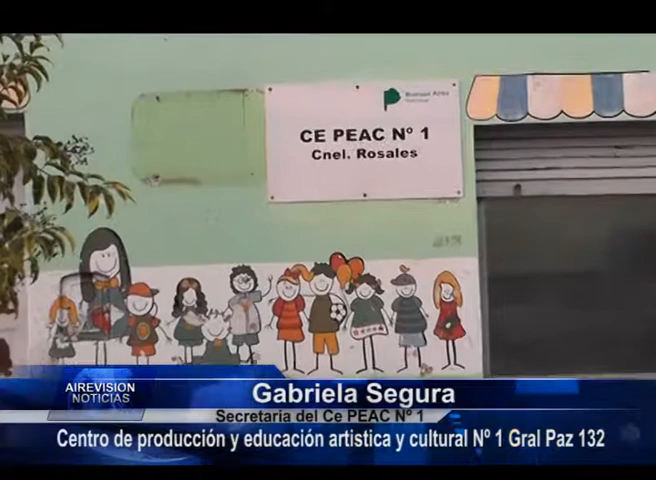 Buenos Aires
CE PEAC Nº 1
Cnel. Rosales
AIREVISION
NOTICIAS
Gabriela Segura
Secretaria del Ce PEAC Nº 1
Centro de producción y educación artistica y cultural Nº 1 Gral Paz 132